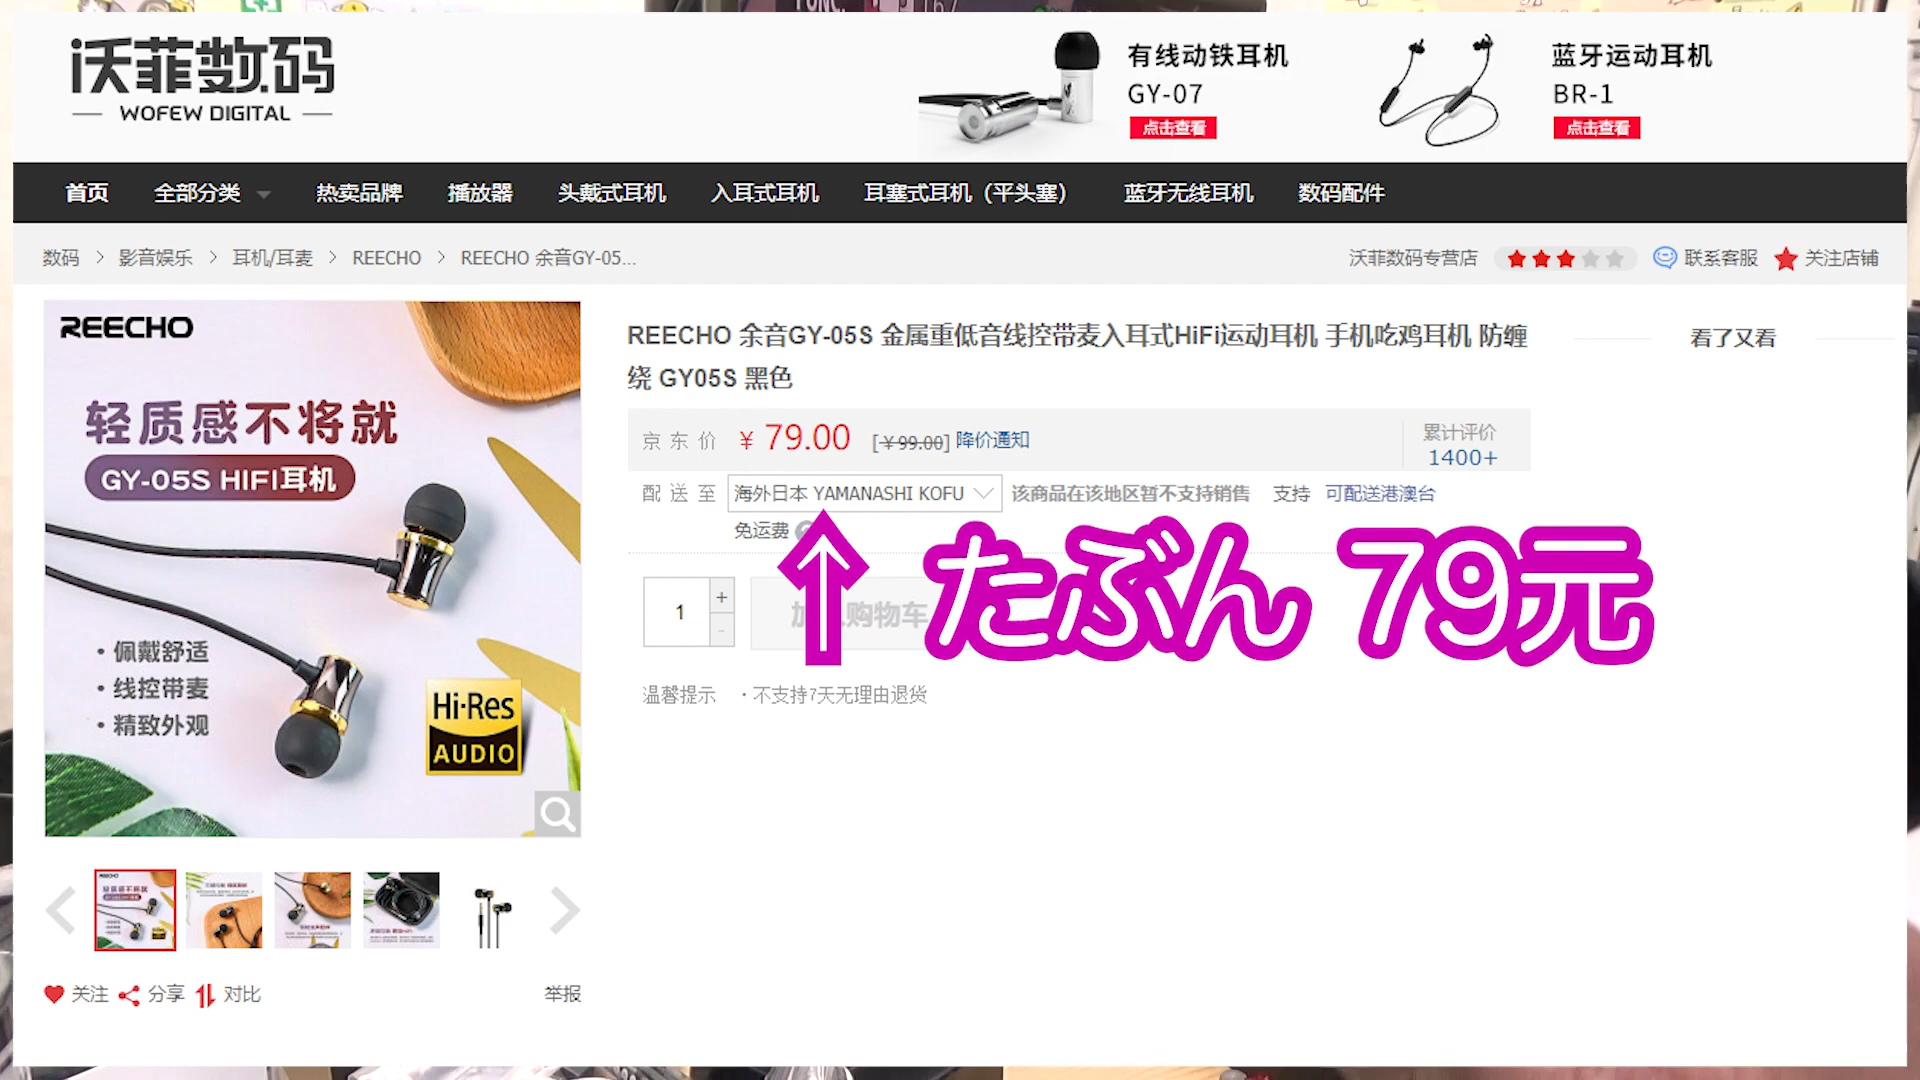 沃菲数码
WOFEW DIGITAL
有线动铁耳机
GY-07
点击查看
蓝牙运动耳机
BR-1
点击查看
首页 全部分类 热卖品牌 播放器 头戴式耳机 入耳式耳机 耳塞式耳机（平头塞） 蓝牙无线耳机 数码配件
数码 > 影音娱乐 > 耳机/耳麦 > REECHO > REECHO 余音GY-05...
沃菲数码专营店 联系客服 关注店铺
REECHO
轻质感不将就
GY-05S HIFI耳机
• 佩戴舒适
• 线控带麦
• 精致外观
Hi-Res
AUDIO
REECHO 余音GY-05S 金属重低音线控带麦入耳式HiFi运动耳机 手机吃鸡耳机 防缠
绕 GY05S 黑色
看了又看
京东价 ¥ 79.00 [¥99.00] 降价通知
累计评价
1400+
配送至 海外日本 YAMANASHI KOFU 该商品在该地区暂不支持销售 支持 可配送港澳台
免运费
↑ たぶん 79元
1 + -
购物车
温馨提示 ·不支持7天无理由退货
关注 分享 对比 举报